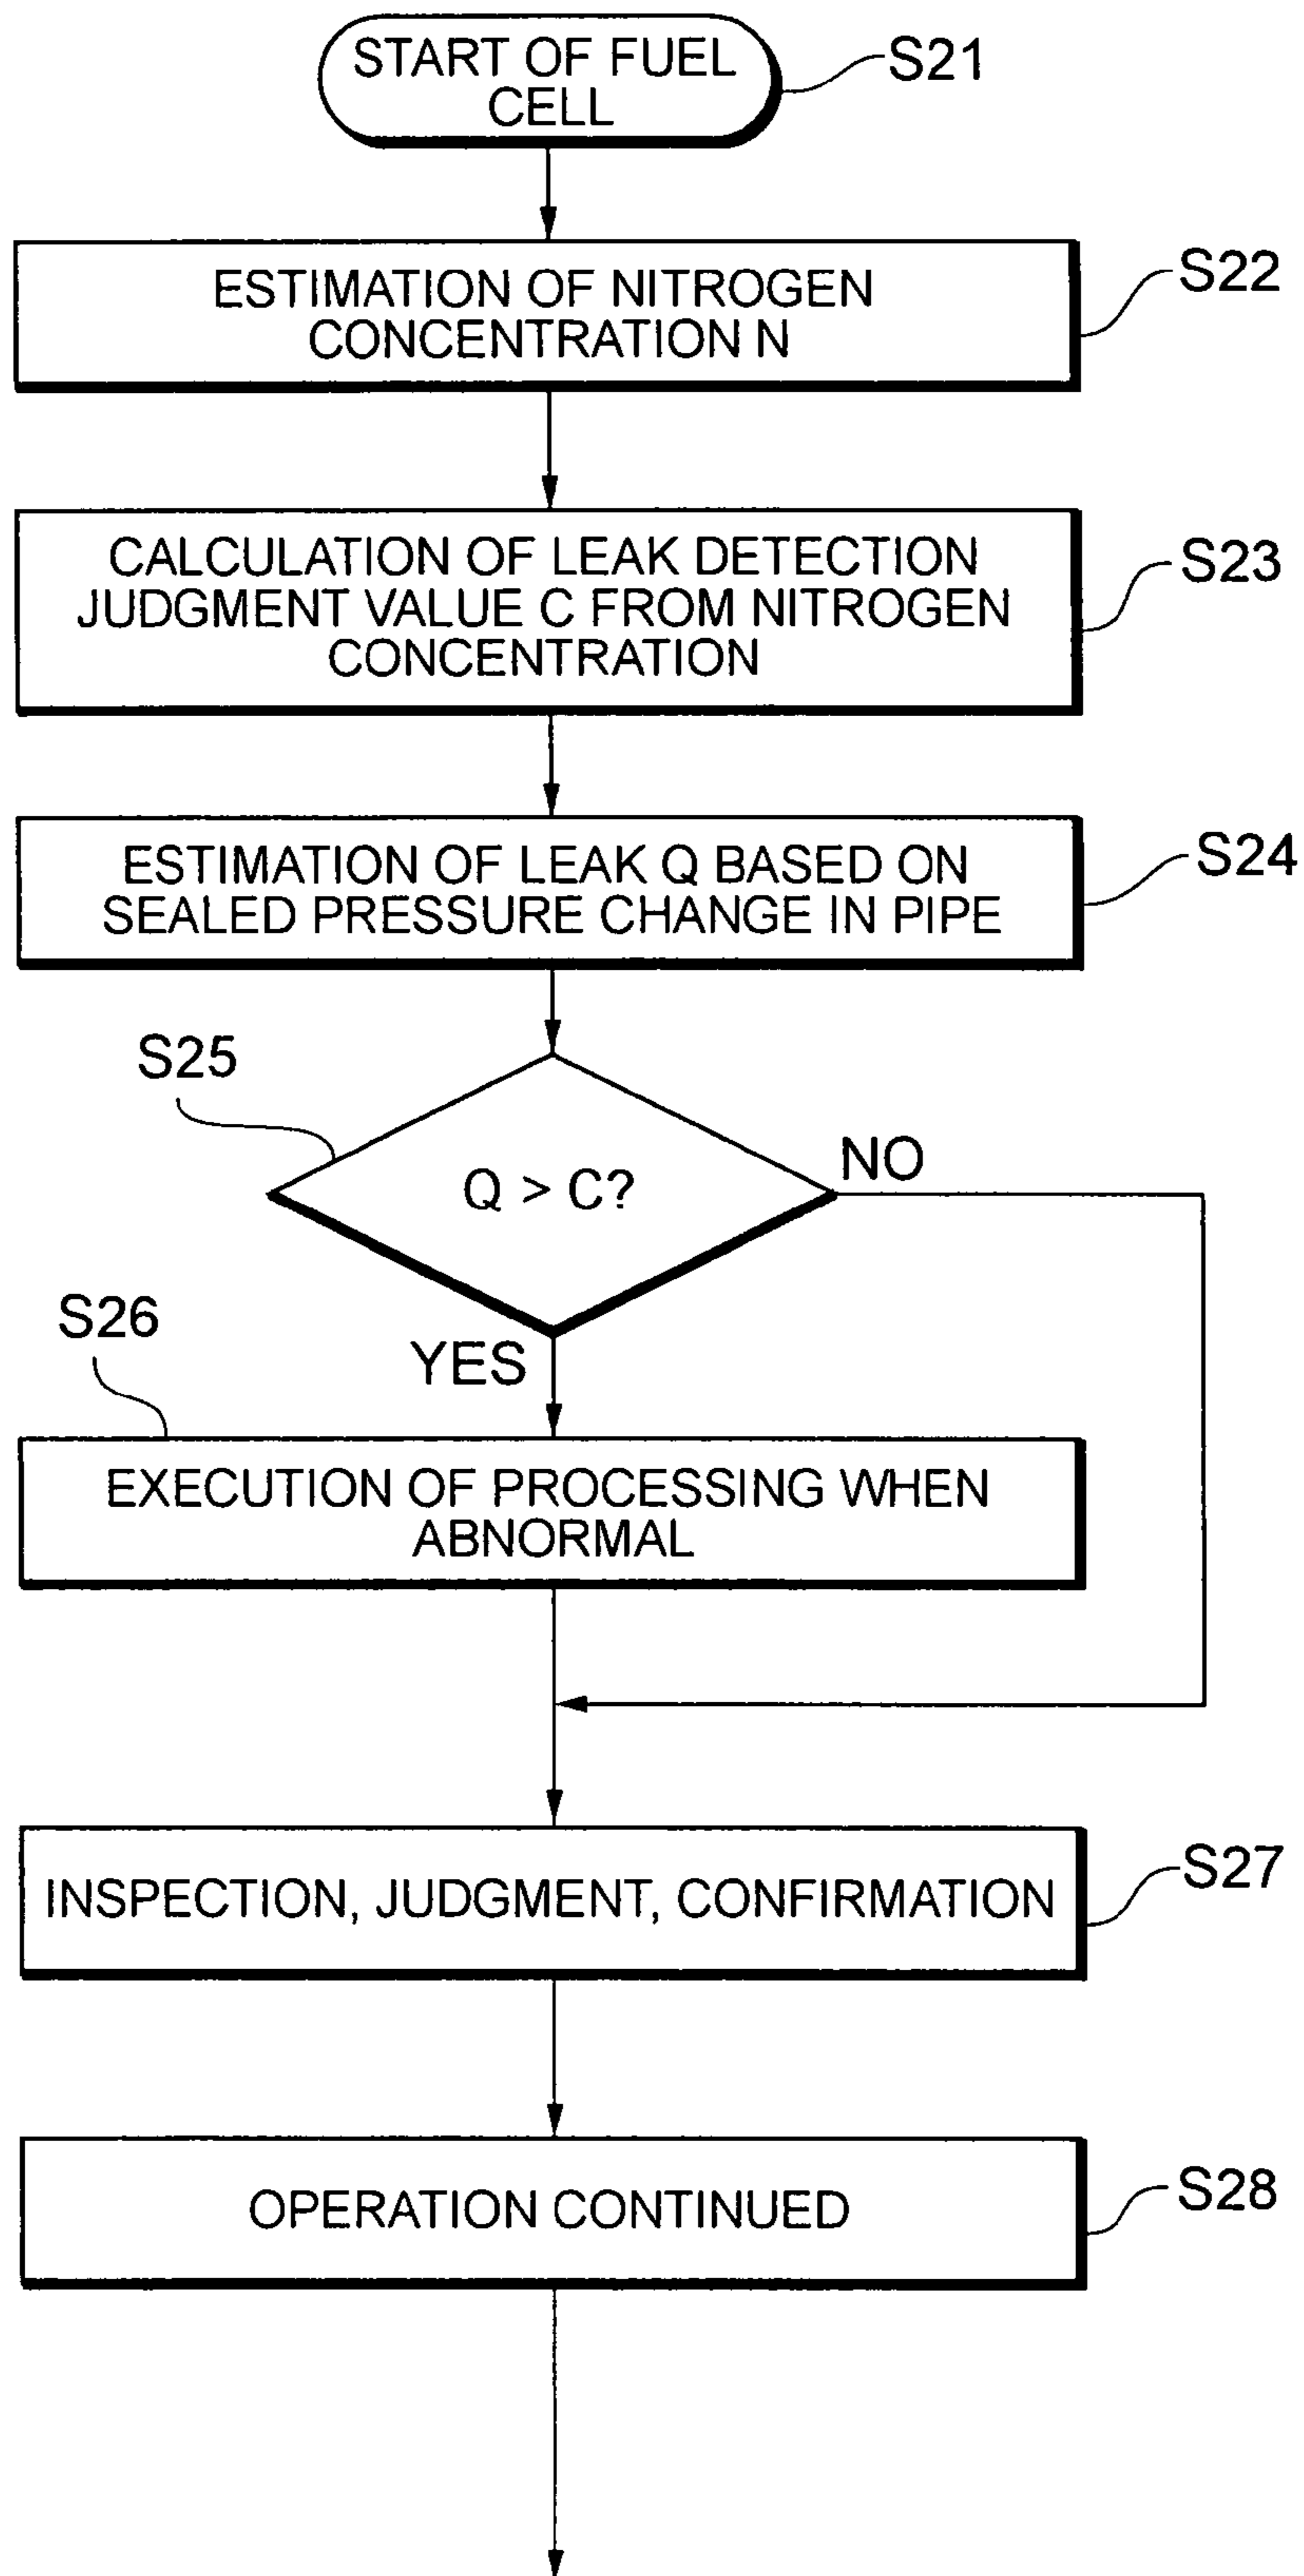 START OF FUEL
CELL
S21
ESTIMATION OF NITROGEN
CONCENTRATION N
S22
CALCULATION OF LEAK DETECTION
JUDGMENT VALUE C FROM NITROGEN
CONCENTRATION
S23
ESTIMATION OF LEAK Q BASED ON
SEALED PRESSURE CHANGE IN PIPE
S24
S25
Q > C?
NO
YES
S26
EXECUTION OF PROCESSING WHEN
ABNORMAL
INSPECTION, JUDGMENT, CONFIRMATION
S27
OPERATION CONTINUED
S28